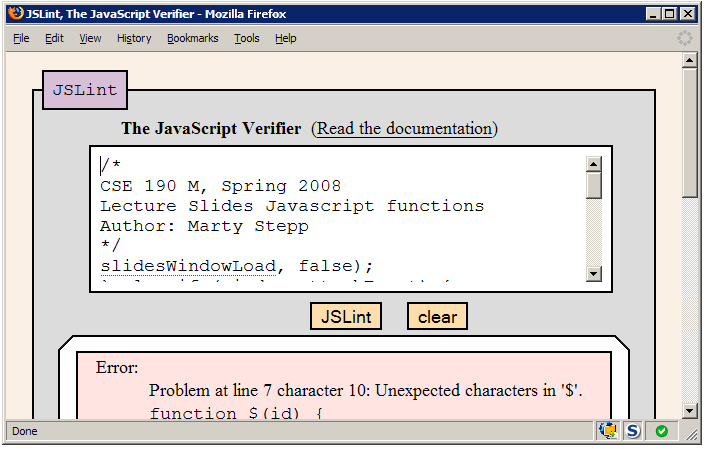 JSLint, The JavaScript Verifier - Mozilla Firefox
File Edit View History Bookmarks Tools Help
JSLint
The JavaScript Verifier (Read the documentation)
/*
CSE 190 M, Spring 2008
Lecture Slides Javascript functions
Author: Marty Stepp
*/
slidesWindowLoad, false);
JSLint clear
Error:
Problem at line 7 character 10: Unexpected characters in '$'.
function $(id) {
Done